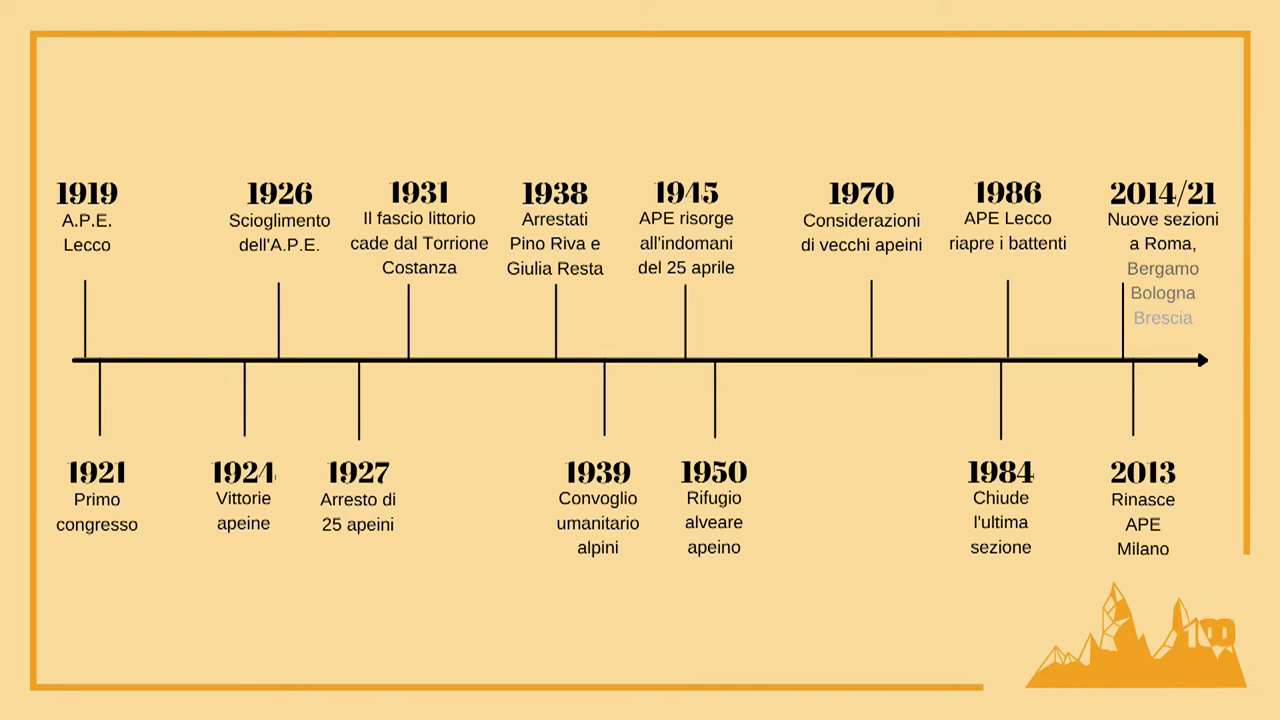 1919
A.P.E.
Lecco
1926
Scioglimento
dell'A.P.E.
1931
Il fascio littorio
cade dal Torrione
Costanza
1938
Arrestati
Pino Riva e
Giulia Resta
1945
APE risorge
all'indomani
del 25 aprile
1970
Considerazioni
di vecchi apeini
1986
APE Lecco
riapre i battenti
2014/21
Nuove sezioni
a Roma,
Bergamo
Bologna
Brescia
1921
Primo
congresso
1924
Vittorie
apeine
1927
Arresto di
25 apeini
1939
Convoglio
umanitario
alpini
1950
Rifugio
alveare
apeino
1984
Chiude
l'ultima
sezione
2013
Rinasce
APE
Milano
100